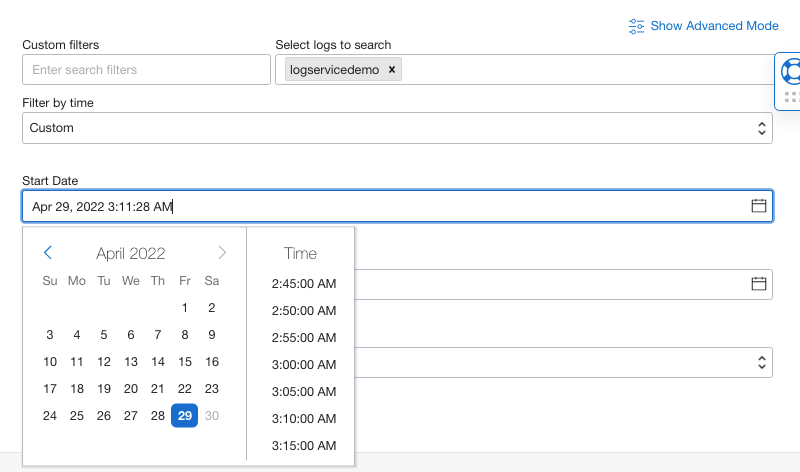 Show Advanced Mode
Custom filters
Select logs to search
Enter search filters
logservicedemo x
Filter by time
Custom
Start Date
Apr 29, 2022 3:11:28 AM
April 2022
Su Mo Tu We Th Fr Sa
1 2
3 4 5 6 7 8 9
10 11 12 13 14 15 16
17 18 19 20 21 22 23
24 25 26 27 28 29 30
Time
2:45:00 AM
2:50:00 AM
2:55:00 AM
3:00:00 AM
3:05:00 AM
3:10:00 AM
3:15:00 AM